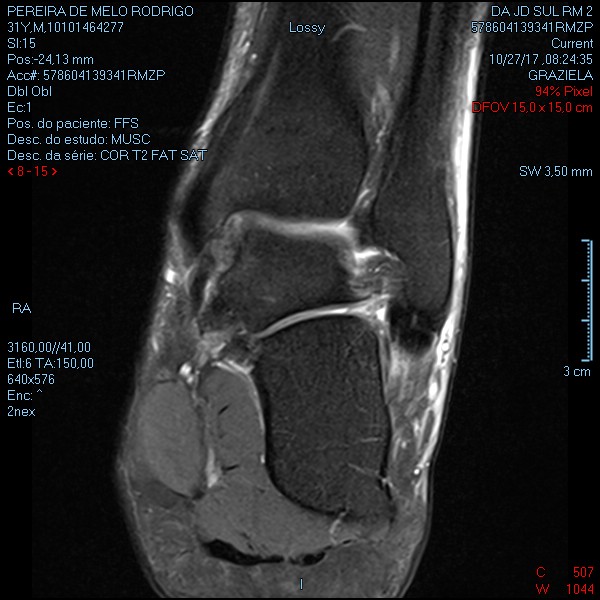 PEREIRA DE MELO RODRIGO
31Y,M,10101464277
Sl:15
Pos:-24,13 mm
Acc#: 578604139341RMZP
Dbl Obl
Ec:1
Pos. do paciente: FFS
Desc. do estudo: MUSC
Desc. da série: COR T2 FAT SAT
< 8 - 15 >
Lossy
DA JD SUL RM 2
578604139341RMZP
Current
10/27/17 ,08:24:35
GRAZIELA
94% Pixel
DFOV 15,0 x 15,0 cm
SW 3,50 mm
RA
3160,00//41,00
Etl:6 TA:150,00
640x576
Enc: ^
2nex
3 cm
I
C 507
W 1044